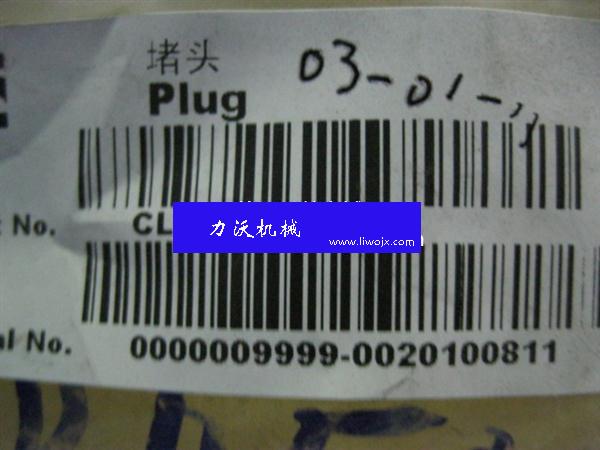 堵头
03-01-11
Plug
t No. CL
力沃机械
www.liwojx.com
al No. 0000009999-0020100811